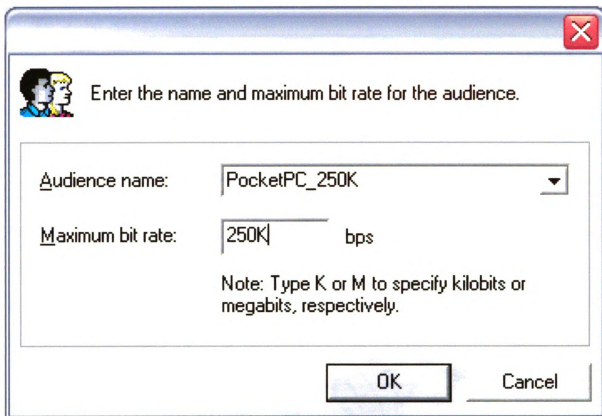 Enter the name and maximum bit rate for the audience.
Audience name: PocketPC_250K
Maximum bit rate: 250K bps
Note: Type K or M to specify kilobits or
megabits, respectively.
OK Cancel